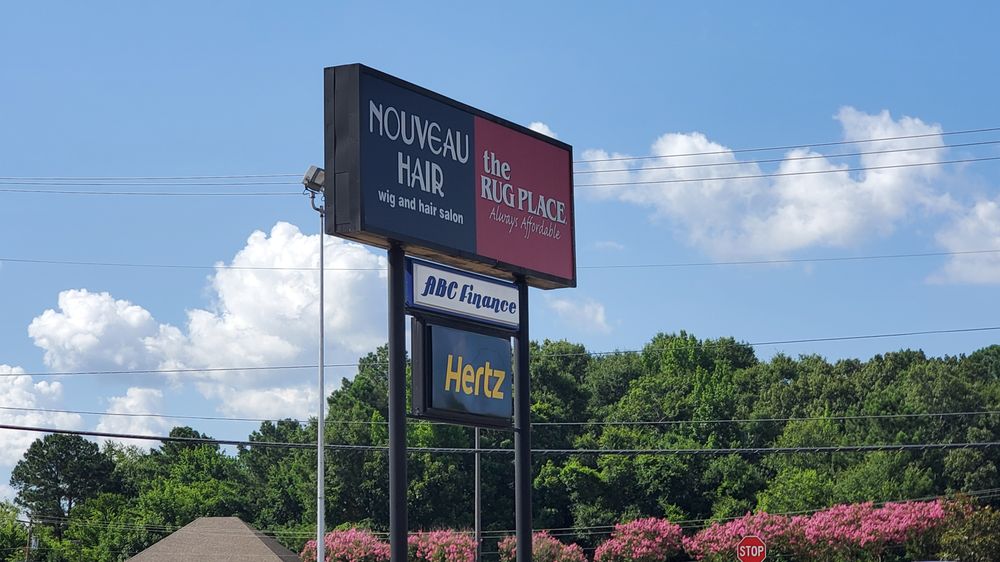 NOUVEAU
HAIR
wig and hair salon
the
RUG PLACE
Always Affordable
ABC Finance
Hertz
STOP